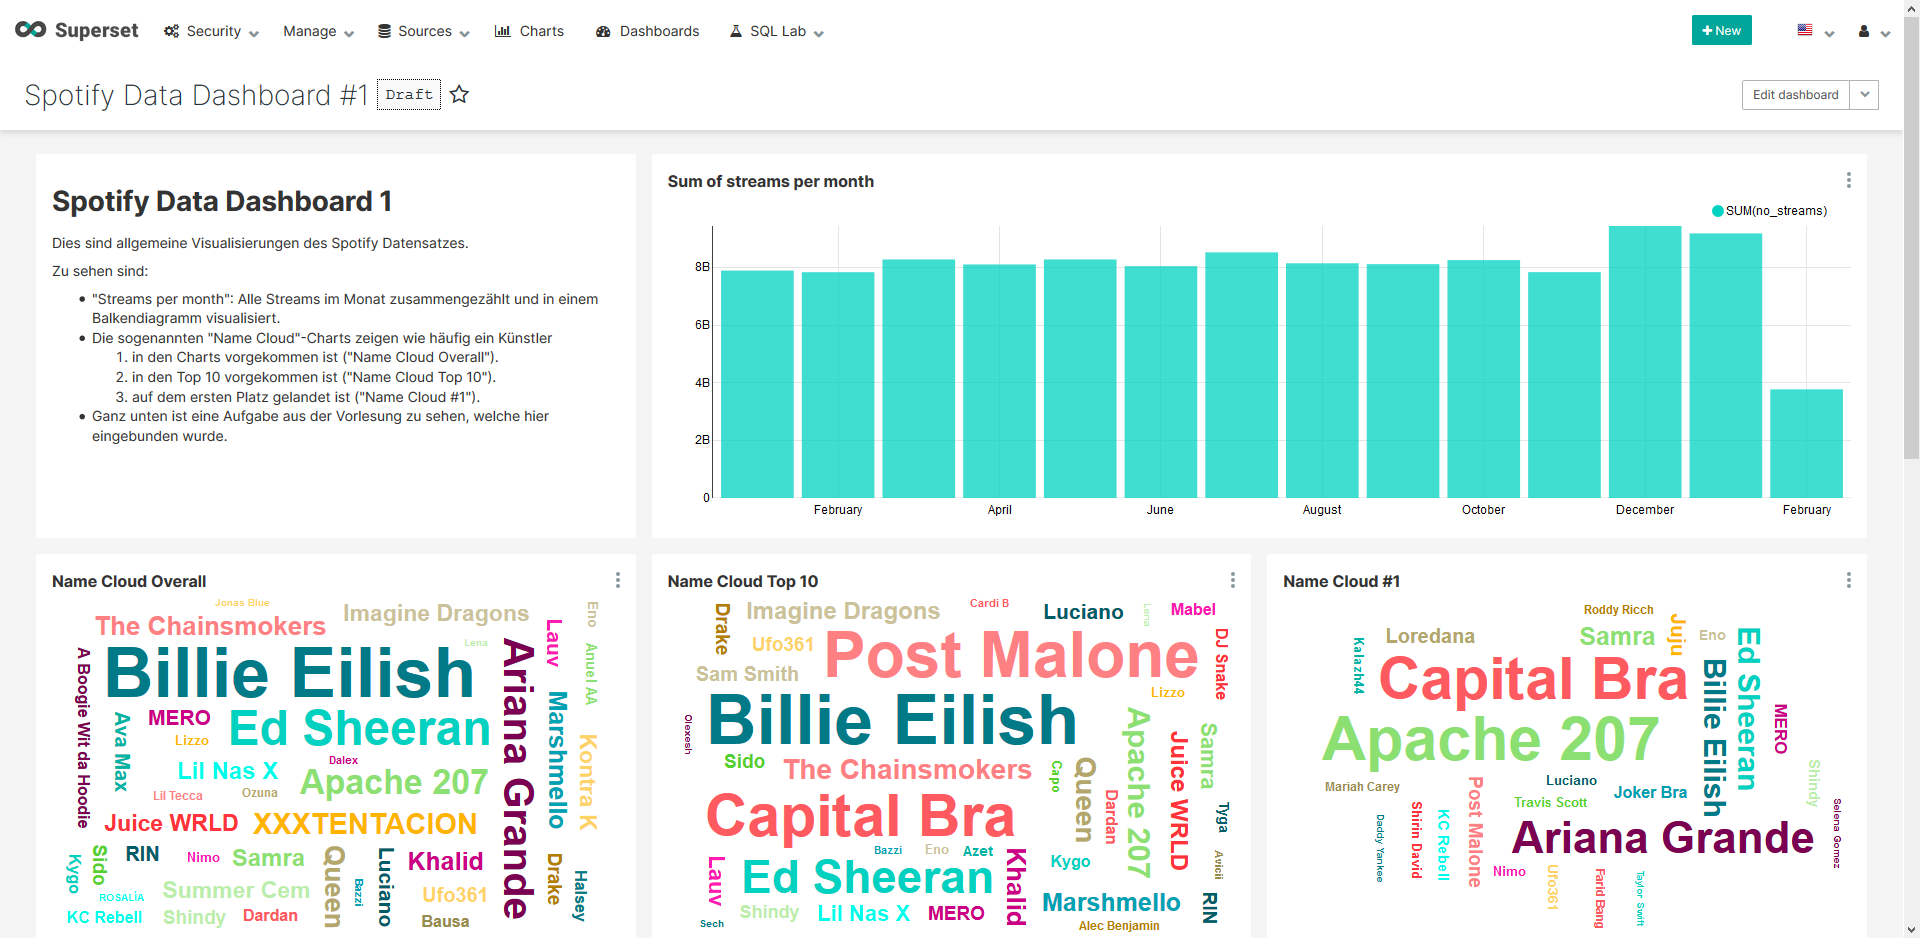 Superset
Security
Manage
Sources
Charts
Dashboards
SQL Lab
+ New
Spotify Data Dashboard #1
Draft
Edit dashboard
Spotify Data Dashboard 1
Dies sind allgemeine Visualisierungen des Spotify Datensatzes.
Zu sehen sind:
• "Streams per month": Alle Streams im Monat zusammengezählt und in einem
Balkendiagramm visualisiert.
• Die sogenannten "Name Cloud"-Charts zeigen wie häufig ein Künstler
1. in den Charts vorgekommen ist ("Name Cloud Overall").
2. in den Top 10 vorgekommen ist ("Name Cloud Top 10").
3. auf dem ersten Platz gelandet ist ("Name Cloud #1").
• Ganz unten ist eine Aufgabe aus der Vorlesung zu sehen, welche hier
eingebunden wurde.
Sum of streams per month
SUM(no_streams)
8B
6B
4B
2B
0
February
April
June
August
October
December
February
Name Cloud Overall
Jonas Blue
Imagine Dragons
Eno
The Chainsmokers
Lauv
Lena
Anuel AA
A Boogie Wit da Hoodie
Billie Eilish
Ariana Grande
Marshmello
Ava Max
MERO
Ed Sheeran
Lizzo
Kontra K
Dalex
Lil Nas X
Apache 207
Lil Tecca
Ozuna
Juice WRLD
XXXTENTACION
Kygo
Sido
RIN
Nimo
Samra
Queen
Luciano
Khalid
Drake
Halsey
ROSALÍA
Summer Cem
Bazzi
Ufo361
KC Rebell
Shindy
Dardan
Bausa
Name Cloud Top 10
Drake
Imagine Dragons
Cardi B
Luciano
Lena
Mabel
Ufo361
Post Malone
DJ Snake
Sam Smith
Lizzo
Olexesh
Billie Eilish
Apache 207
Samra
Juice WRLD
Sido
The Chainsmokers
Capo
Queen
Dardan
Capital Bra
Tyga
Bazzi
Eno
Azet
Khalid
Kygo
Avicii
Lauv
Ed Sheeran
Marshmello
RIN
Shindy
Lil Nas X
MERO
Sech
Alec Benjamin
Name Cloud #1
Roddy Ricch
Juju
Loredana
Samra
Eno
Ed Sheeran
Kalazh44
Capital Bra
Billie Eilish
MERO
Apache 207
Shindy
Mariah Carey
Luciano
Post Malone
Travis Scott
Joker Bra
Selena Gomez
Shirin David
KC Rebell
Daddy Yankee
Ariana Grande
Nimo
Ufo361
Farid Bang
Taylor Swift